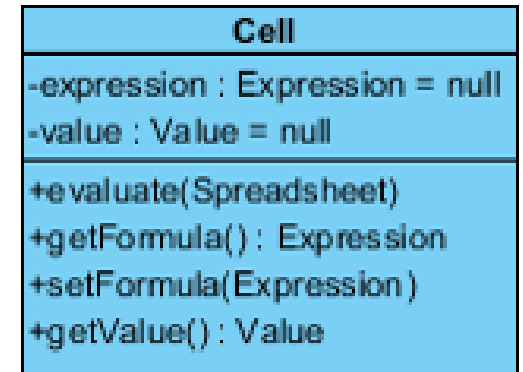 Cell
-expression : Expression = null
-value : Value = null
+evaluate(Spreadsheet)
+getFormula() : Expression
+setFormula(Expression)
+getValue() : Value